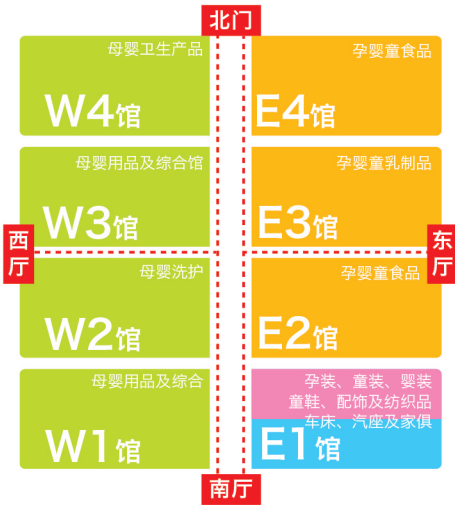 北门
母婴卫生产品
W4馆
孕婴童食品
E4馆
母婴用品及综合馆
W3馆
孕婴童乳制品
E3馆
西厅
东厅
母婴洗护
W2馆
孕婴童食品
E2馆
母婴用品及综合
W1馆
孕装、童装、婴装
童鞋、配饰及纺织品
车床、汽座及家俱
E1馆
南厅